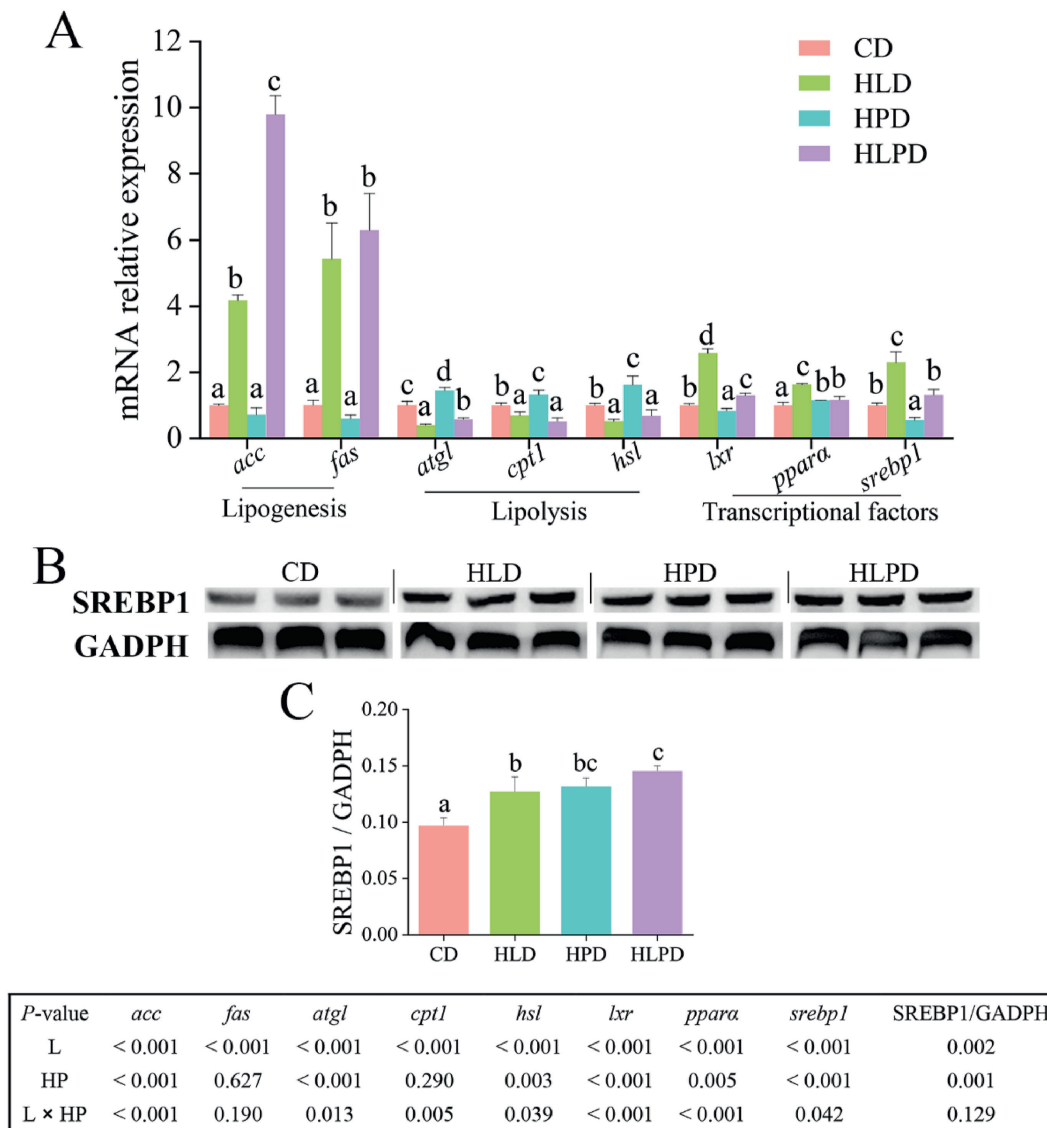 A
mRNA relative expression
12
10
8
6
4
2
0
CD
HLD
HPD
HLPD
a b a c
a b a b
c a d b
b a c a
b a c a
b d a c
a c b b
b c a b
acc fas atgl cpt1 hsl lxr pparα srebp1
Lipogenesis Lipolysis Transcriptional factors
B
CD HLD HPD HLPD
SREBP1
GADPH
C
SREBP1 / GADPH
0.20
0.15
0.10
0.05
0.00
a b bc c
CD HLD HPD HLPD
P-value acc fas atgl cpt1 hsl lxr pparα srebp1 SREBP1/GADPH
L < 0.001 < 0.001 < 0.001 < 0.001 < 0.001 < 0.001 < 0.001 < 0.001 0.002
HP < 0.001 0.627 < 0.001 0.290 0.003 < 0.001 0.005 < 0.001 0.001
L × HP < 0.001 0.190 0.013 0.005 0.039 < 0.001 < 0.001 0.042 0.129